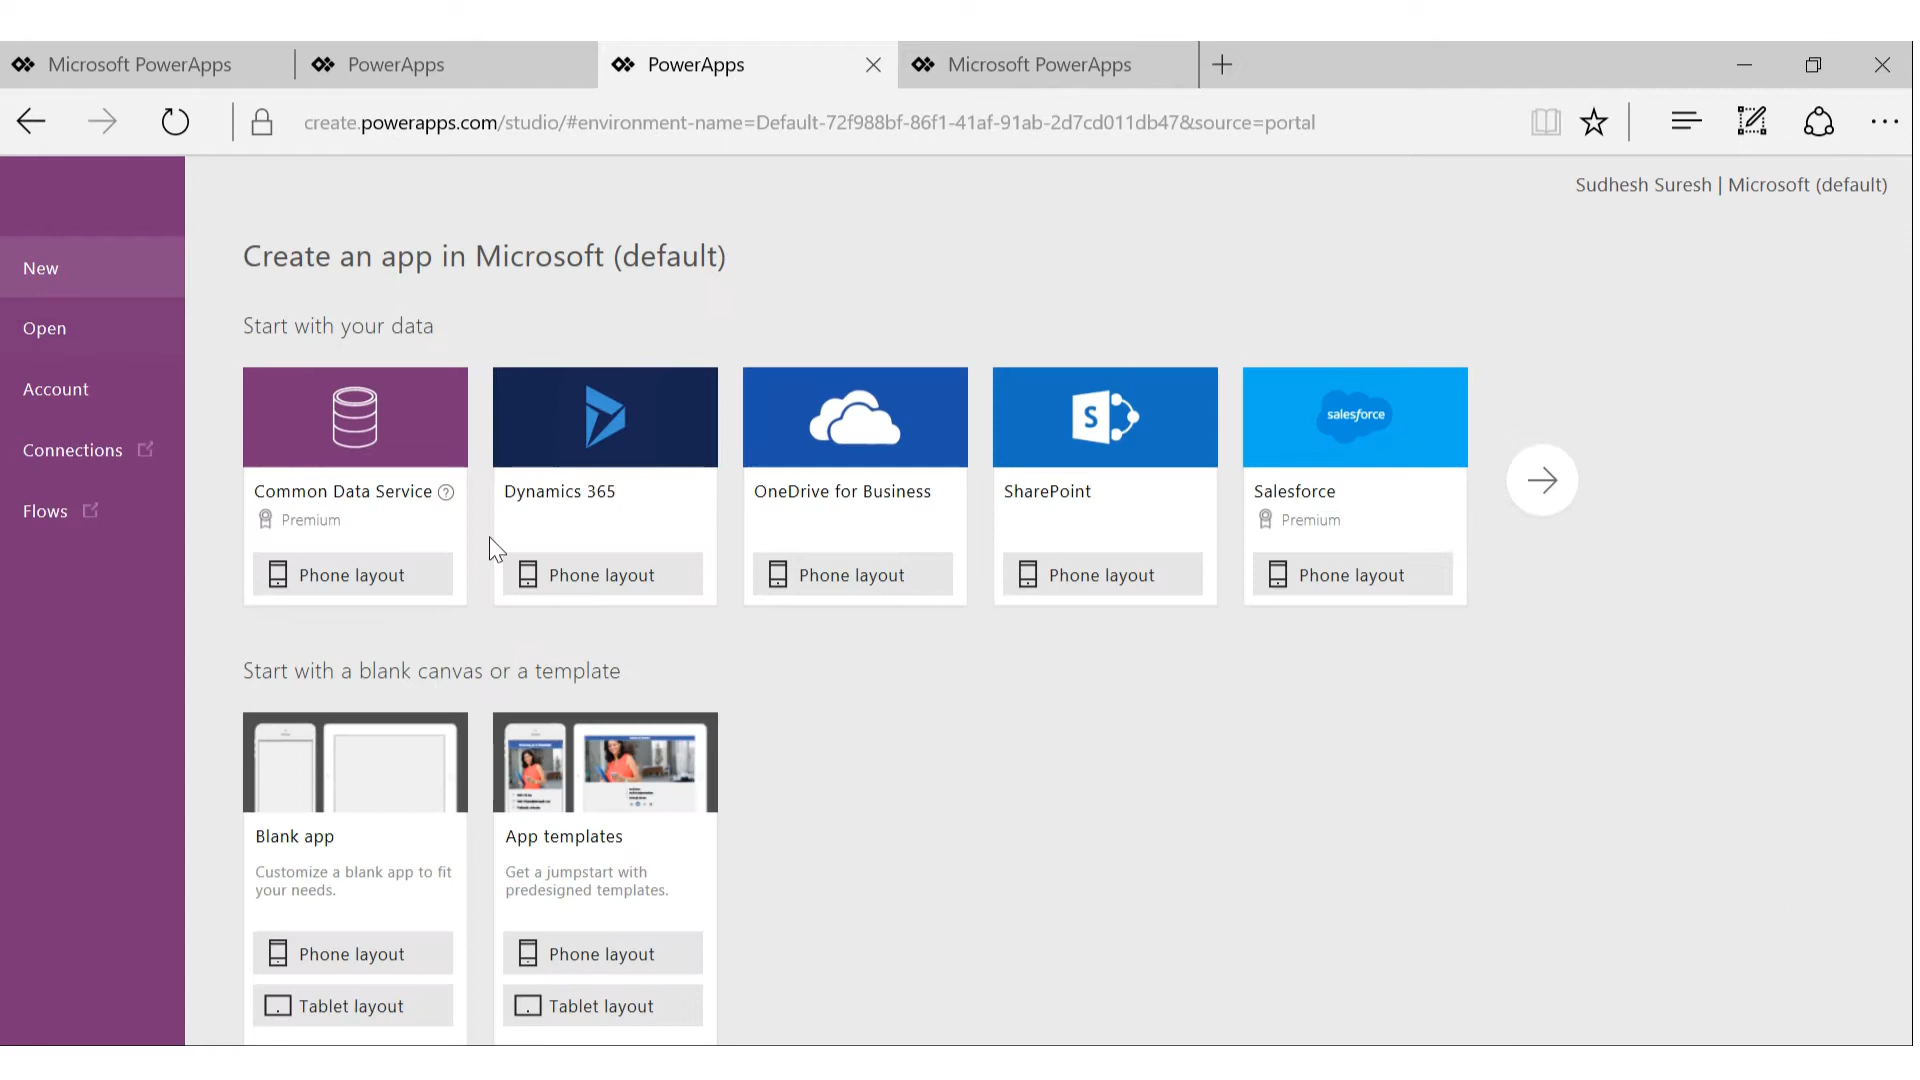 Microsoft PowerApps
PowerApps
PowerApps
Microsoft PowerApps
create.powerapps.com/studio/#environment-name=Default-72f988bf-86f1-41af-91ab-2d7cd011db47&source=portal
Sudhesh Suresh | Microsoft (default)
New
Open
Account
Connections
Flows
Create an app in Microsoft (default)
Start with your data
Common Data Service ?
Premium
Phone layout
Dynamics 365
Phone layout
OneDrive for Business
Phone layout
S
SharePoint
Phone layout
salesforce
Salesforce
Premium
Phone layout
Start with a blank canvas or a template
Blank app
Customize a blank app to fit
your needs.
Phone layout
Tablet layout
App templates
Get a jumpstart with
predesigned templates.
Phone layout
Tablet layout